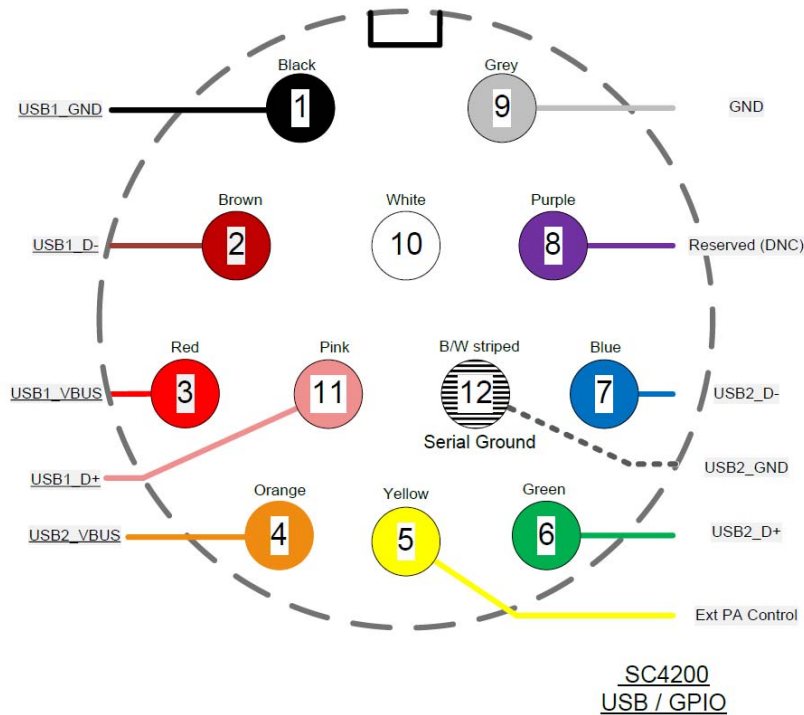 Black
Grey
USB1_GND
1
9
GND
Brown
White
Purple
USB1_D-
2
10
8
Reserved (DNC)
Red
Pink
B/W striped
Blue
USB1_VBUS
3
11
12
7
USB2_D-
Serial Ground
USB1_D+
USB2_GND
Orange
Yellow
Green
USB2_VBUS
4
5
6
USB2_D+
Ext PA Control
SC4200
USB / GPIO